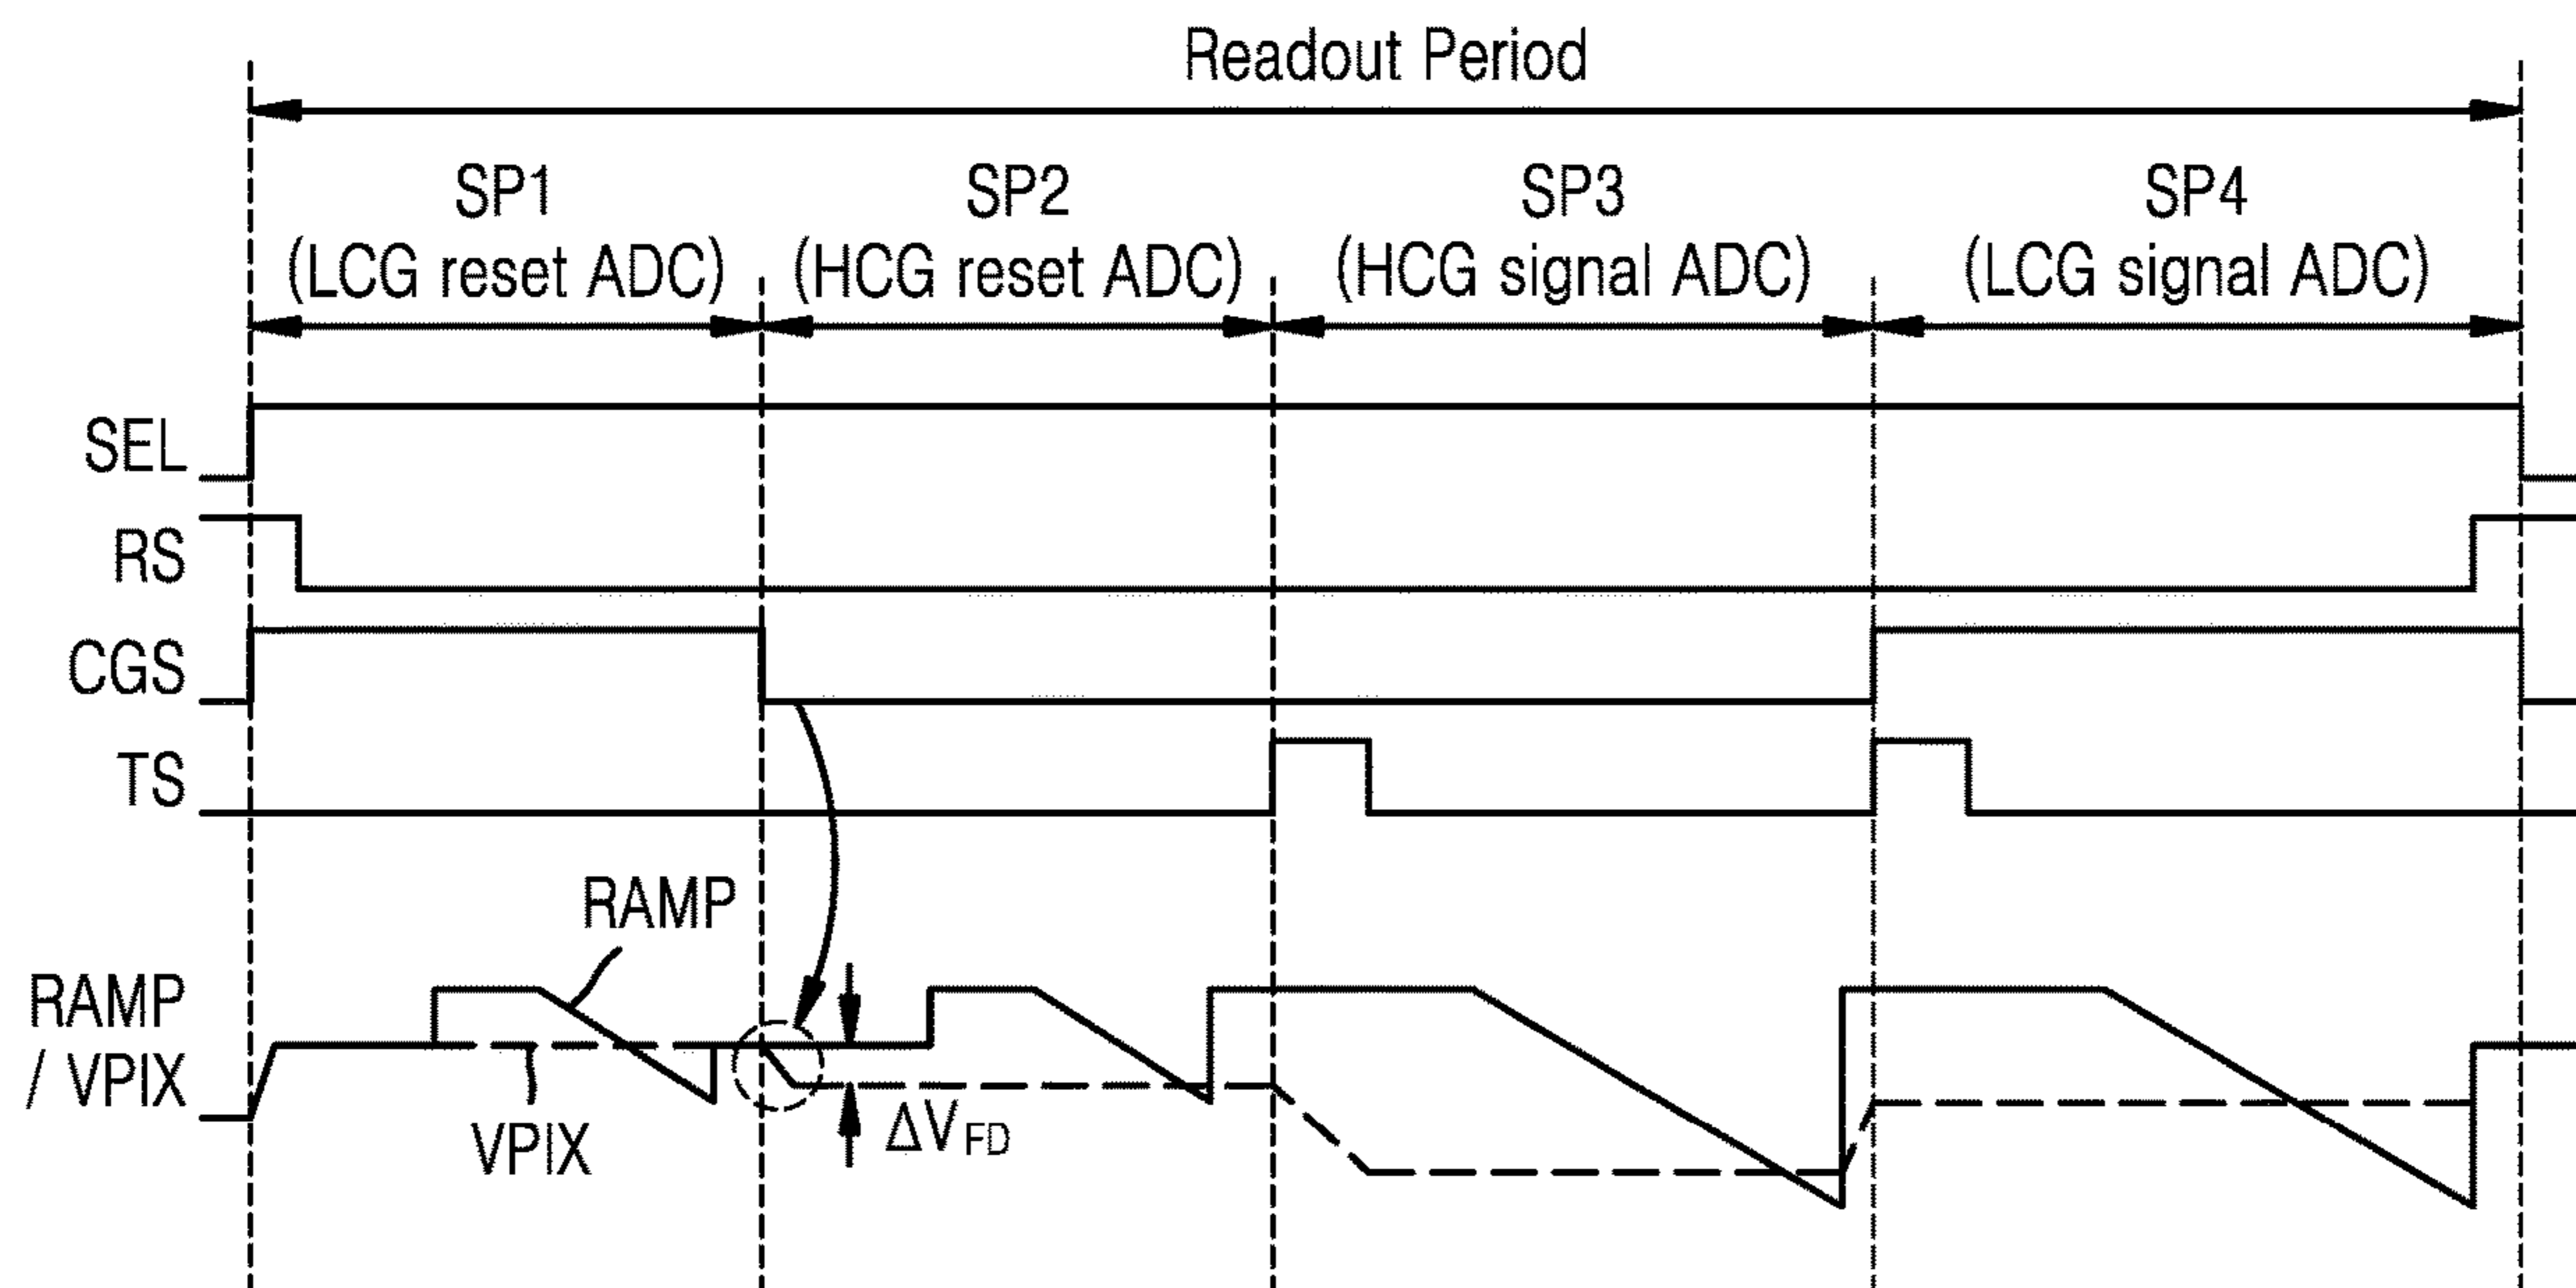 Readout Period
SP1
(LCG reset ADC)
SP2
(HCG reset ADC)
SP3
(HCG signal ADC)
SP4
(LCG signal ADC)
SEL
RS
CGS
TS
RAMP
RAMP
/ VPIX
VPIX
ΔVFD